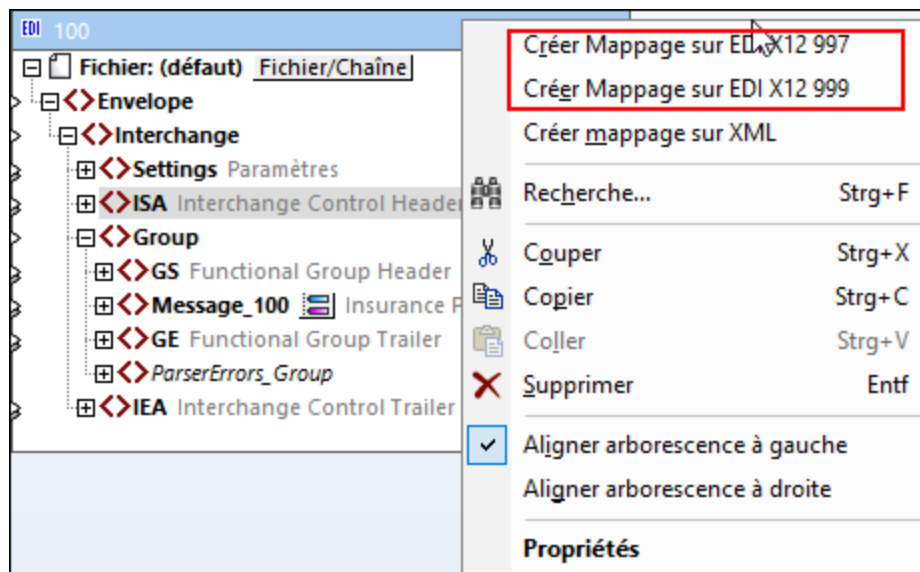 EDI 100
Fichier: (défaut) Fichier/Chaîne
Envelope
Interchange
Settings Paramètres
ISA Interchange Control Header
Group
GS Functional Group Header
Message_100 Insurance P
GE Functional Group Trailer
ParserErrors_Group
IEA Interchange Control Trailer
Créer Mappage sur EDI X12 997
Créer Mappage sur EDI X12 999
Créer mappage sur XML
Recherche... Strg+F
Couper Strg+X
Copier Strg+C
Coller Strg+V
Supprimer Entf
Aligner arborescence à gauche
Aligner arborescence à droite
Propriétés